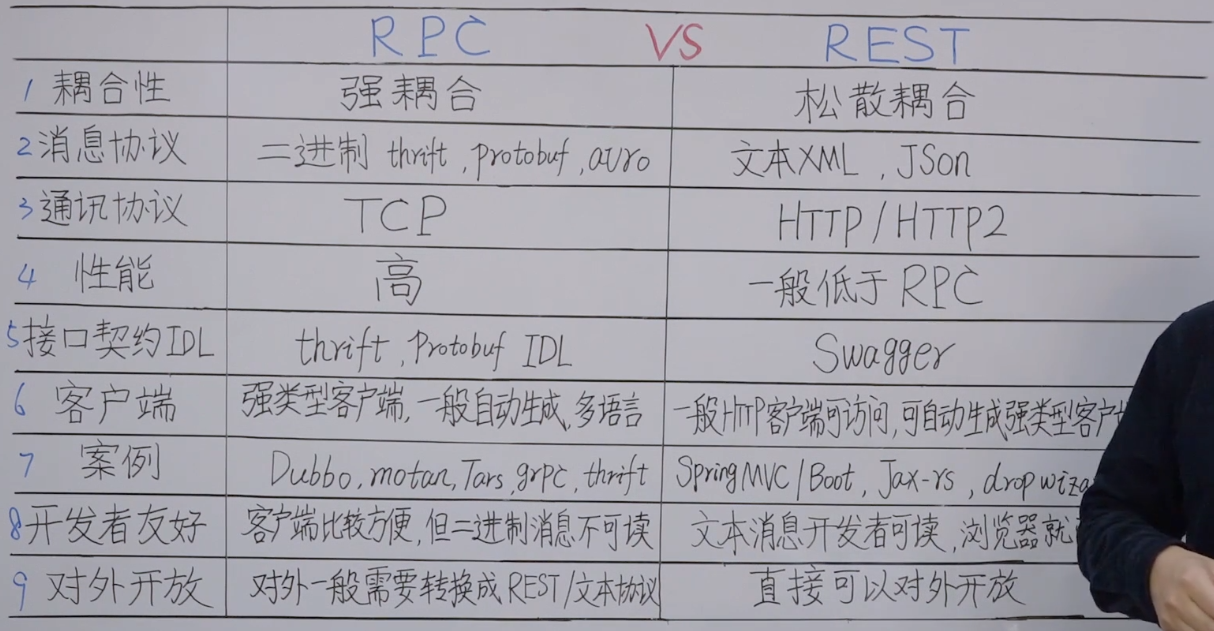 RPC VS REST
1 耦合性 强耦合 松散耦合
2 消息协议 二进制 thrift, protobuf, avro 文本XML, JSon
3 通讯协议 TCP HTTP/HTTP2
4 性能 高 一般低于RPC
5 接口契约IDL thrift, Protobuf IDL Swagger
6 客户端 强类型客户端, 一般自动生成, 多语言 一般HTTP客户端可访问, 可自动生成强类型客户
7 案例 Dubbo, motan, Tars, grpc, thrift SpringMVC/Boot, Jax-rs,
8 开发者友好 客户端比较方便, 但二进制消息不可读 文本消息开发者可读, 浏览器就
9 对外开放 对外一般需要转换成REST/文本协议 直接可以对外开放